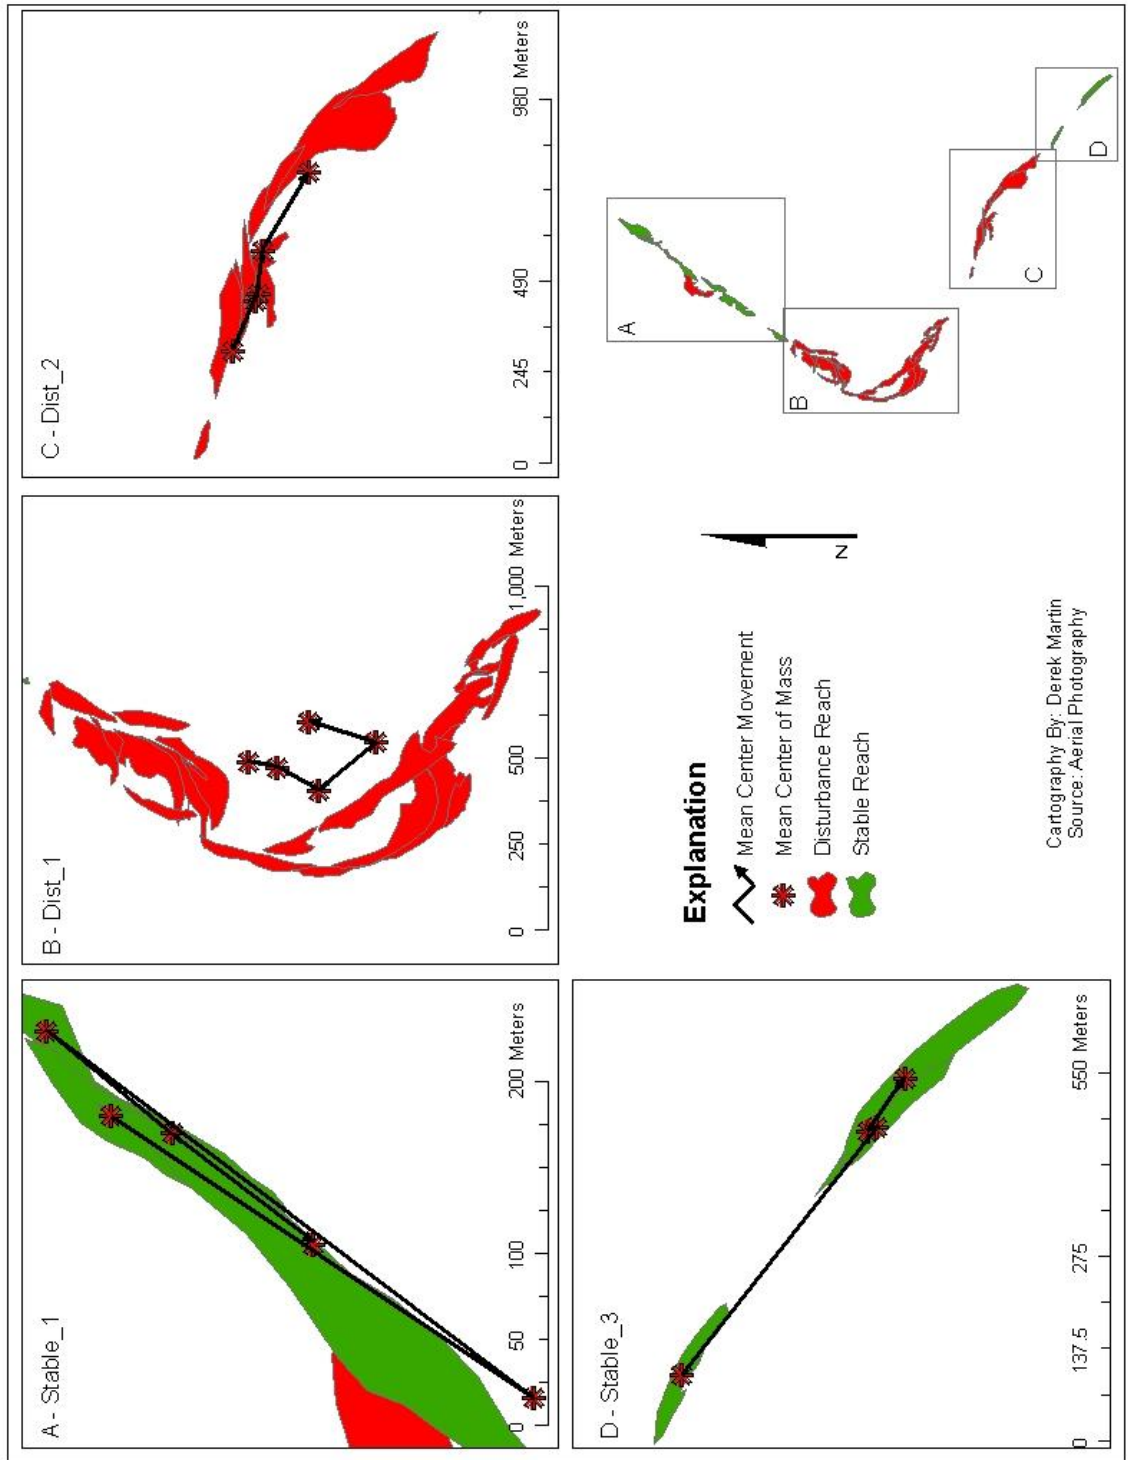 A - Stable_1
0 50 100 200 Meters
B - Dist_1
0 250 500 1,000 Meters
C - Dist_2
0 245 490 980 Meters
D - Stable_3
0 137.5 275 550 Meters
Explanation
Mean Center Movement
Mean Center of Mass
Disturbance Reach
Stable Reach
Cartography By: Derek Martin
Source: Aerial Photography
N
A
B
C
D